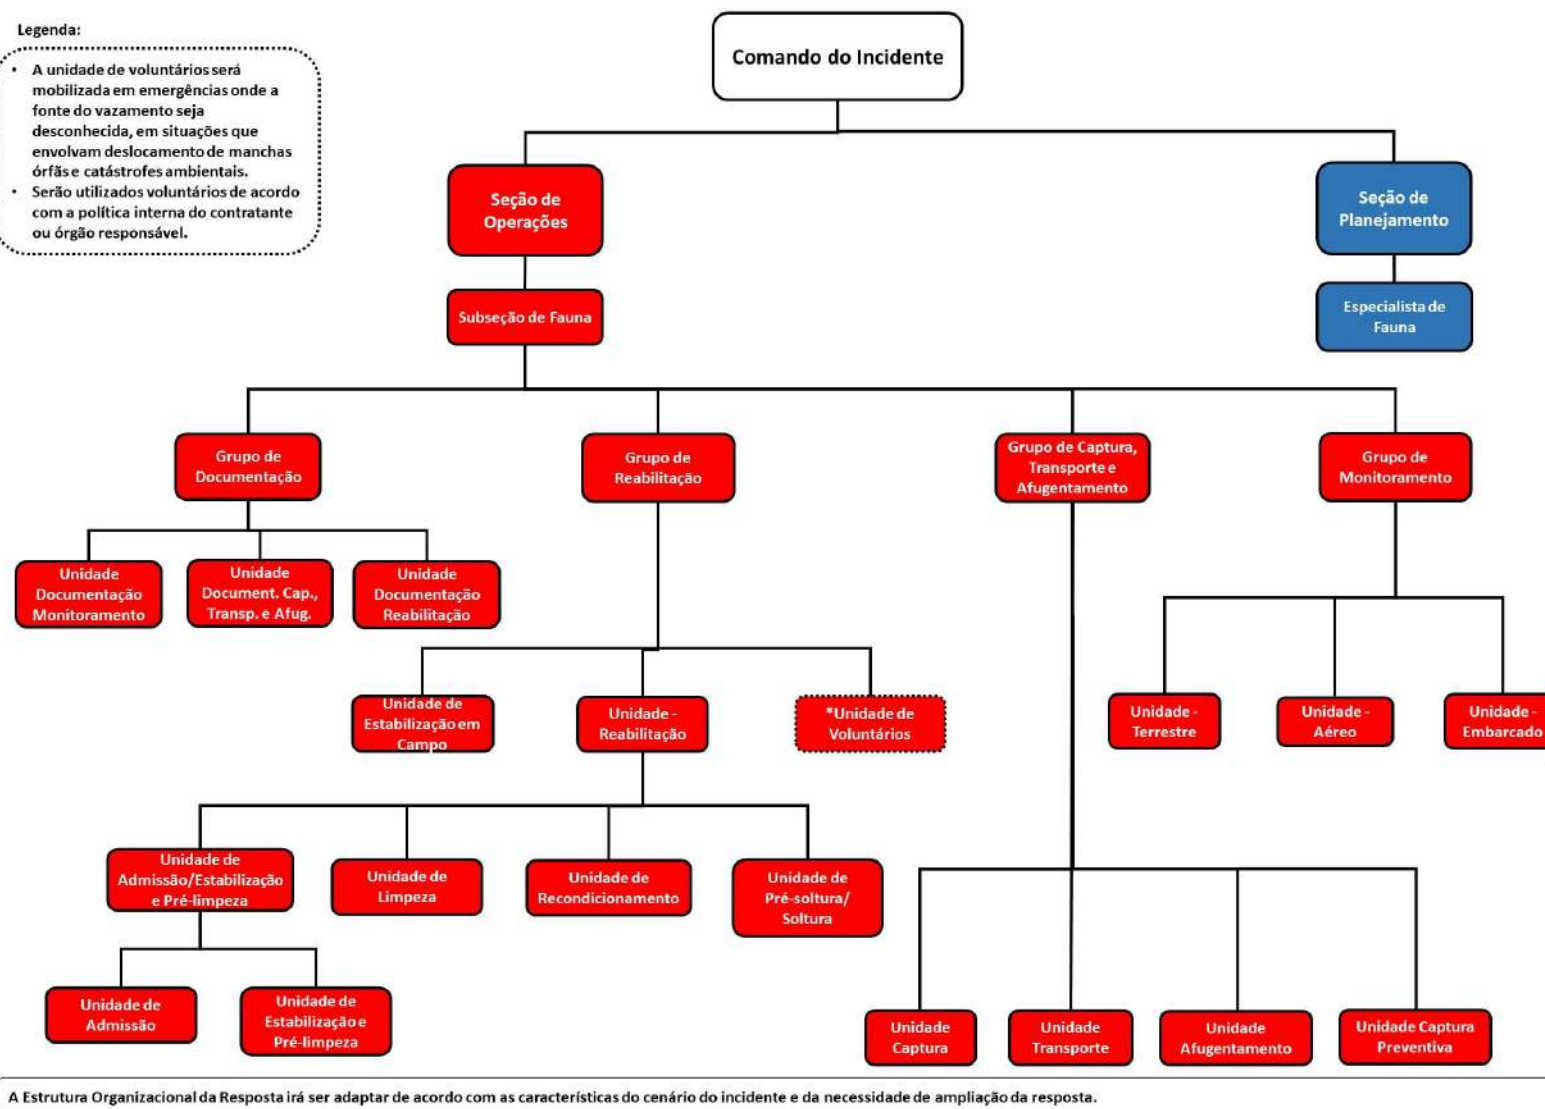 Legenda:
• A unidade de voluntários será
mobilizada em emergências onde a
fonte do vazamento seja
desconhecida, em situações que
envolvam deslocamento de manchas
órfãs e catástrofes ambientais.
• Serão utilizados voluntários de acordo
com a política interna do contratante
ou órgão responsável.
Comando do Incidente
Seção de
Operações
Seção de
Planejamento
Subseção de Fauna
Especialista de
Fauna
Grupo de
Documentação
Grupo de
Reabilitação
Grupo de Captura,
Transporte e
Afugentamento
Grupo de
Monitoramento
Unidade
Documentação
Monitoramento
Unidade
Document. Cap.,
Transp. e Afug.
Unidade
Documentação
Reabilitação
Unidade de
Estabilização em
Campo
Unidade -
Reabilitação
*Unidade de
Voluntários
Unidade -
Terrestre
Unidade -
Aéreo
Unidade -
Embarcado
Unidade de
Admissão/Estabilização
e Pré-limpeza
Unidade de
Limpeza
Unidade de
Recondicionamento
Unidade de
Pré-soltura/
Soltura
Unidade de
Admissão
Unidade de
Estabilização e
Pré-limpeza
Unidade
Captura
Unidade
Transporte
Unidade
Afugentamento
Unidade Captura
Preventiva
A Estrutura Organizacional da Resposta irá ser adaptar de acordo com as características do cenário do incidente e da necessidade de ampliação da resposta.